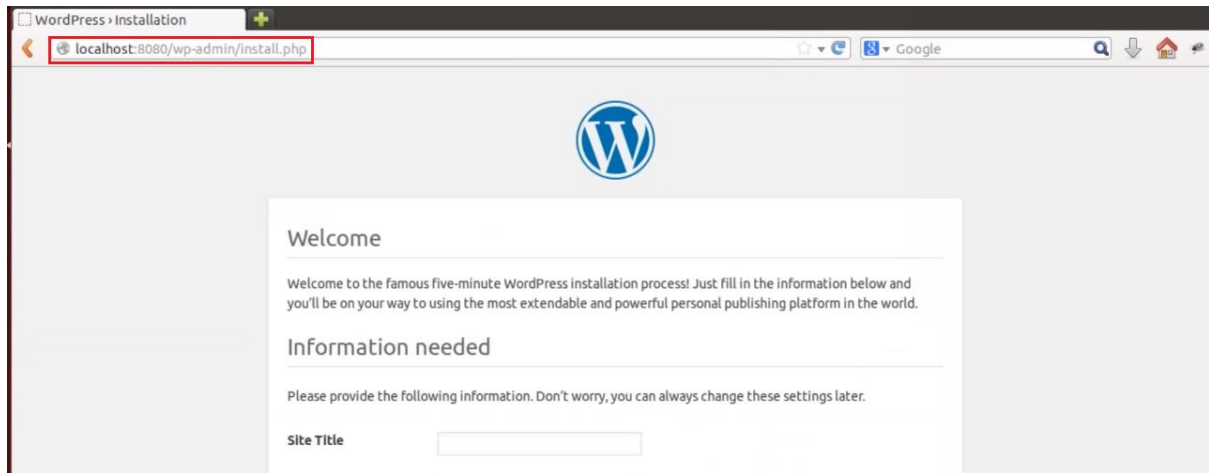 WordPress › Installation
localhost:8080/wp-admin/install.php
Google
Welcome
Welcome to the famous five-minute WordPress installation process! Just fill in the information below and
you'll be on your way to using the most extendable and powerful personal publishing platform in the world.
Information needed
Please provide the following information. Don't worry, you can always change these settings later.
Site Title